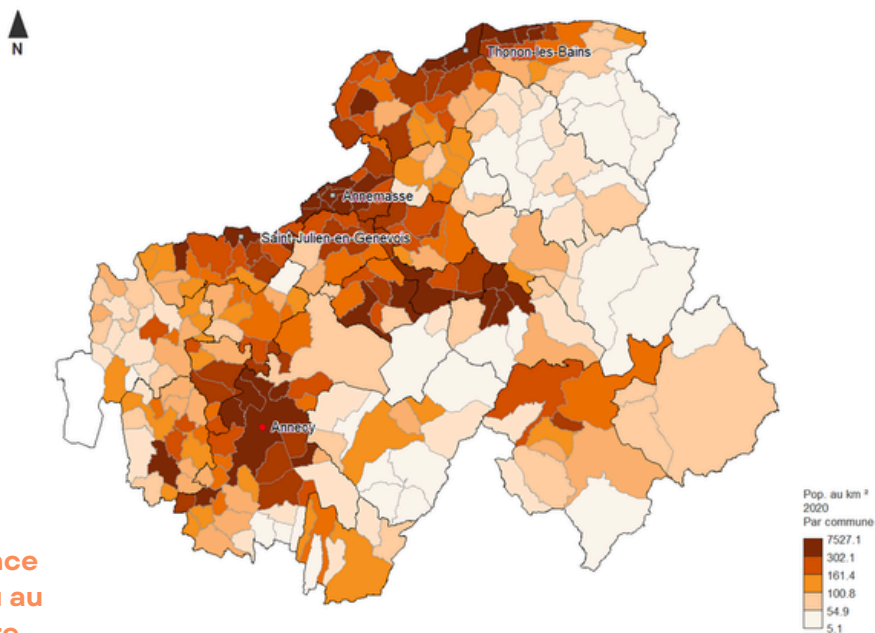 N
Thonon-les-Bains
Annemasse
Saint-Julien-en-Genevois
Annecy
Pop. au km ²
2020
Par commune
7527.1
302.1
161.4
100.8
54.9
5.1
au